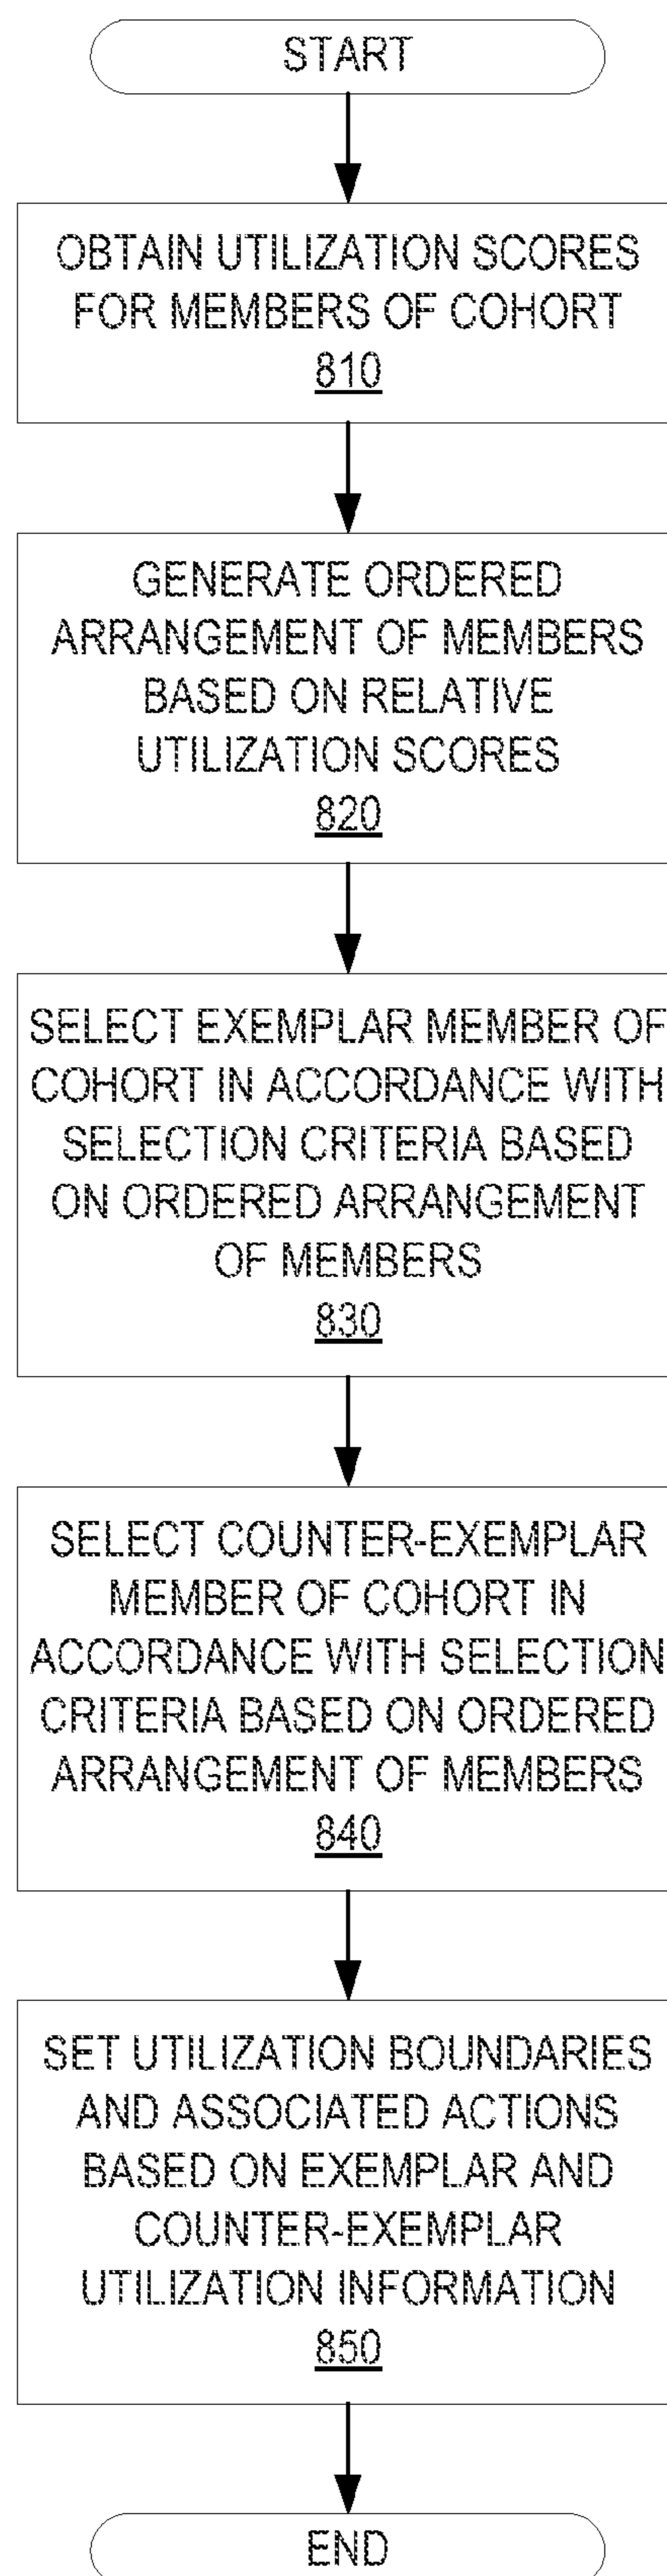 START
OBTAIN UTILIZATION SCORES
FOR MEMBERS OF COHORT
810
GENERATE ORDERED
ARRANGEMENT OF MEMBERS
BASED ON RELATIVE
UTILIZATION SCORES
820
SELECT EXEMPLAR MEMBER OF
COHORT IN ACCORDANCE WITH
SELECTION CRITERIA BASED
ON ORDERED ARRANGEMENT
OF MEMBERS
830
SELECT COUNTER-EXEMPLAR
MEMBER OF COHORT IN
ACCORDANCE WITH SELECTION
CRITERIA BASED ON ORDERED
ARRANGEMENT OF MEMBERS
840
SET UTILIZATION BOUNDARIES
AND ASSOCIATED ACTIONS
BASED ON EXEMPLAR AND
COUNTER-EXEMPLAR
UTILIZATION INFORMATION
850
END